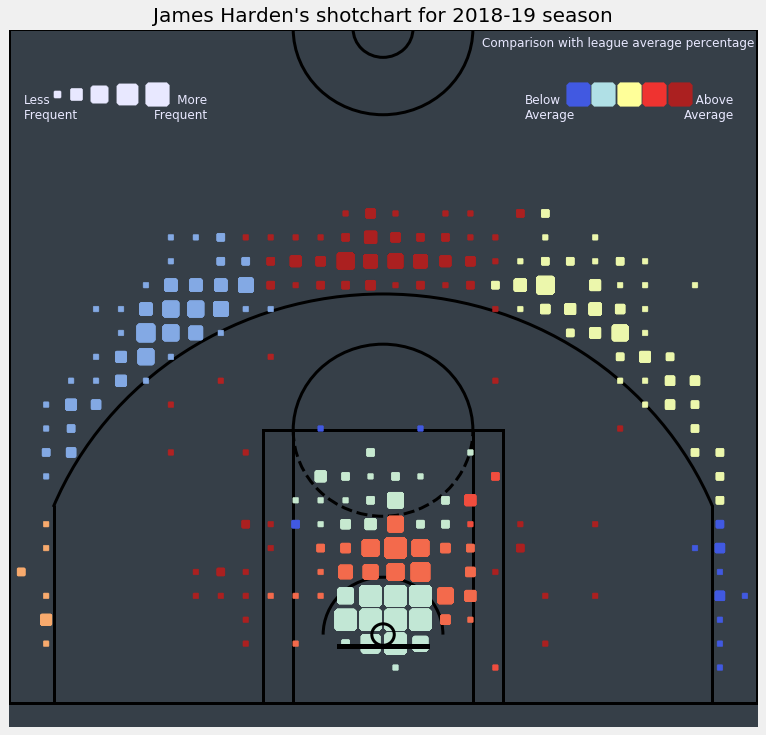 James Harden's shotchart for 2018-19 season
Comparison with league average percentage
Less
Frequent
More
Frequent
Below
Average
Above
Average